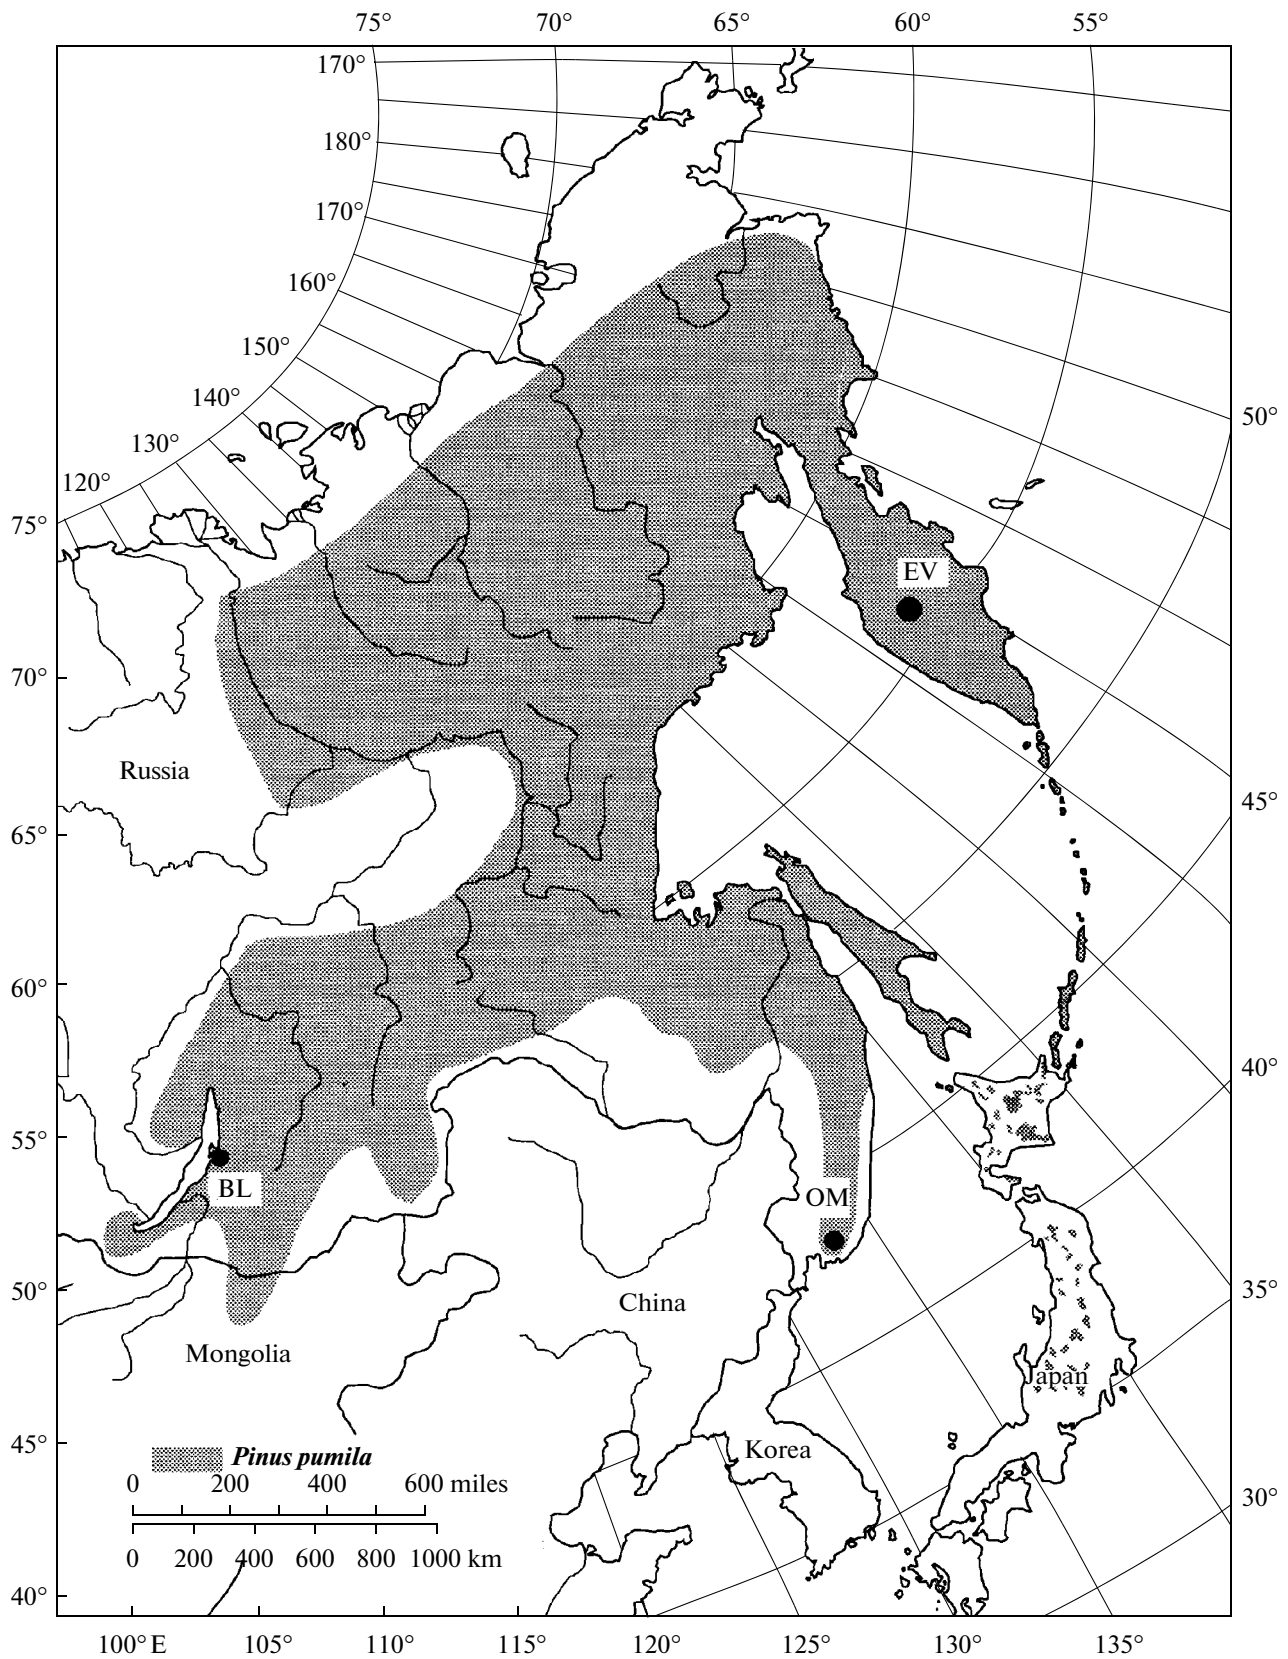 75° 70° 65° 60° 55°
170°
180°
170°
160°
150°
140°
130°
120°
75°
70°
65°
60°
55°
50°
45°
40°
50°
45°
40°
35°
30°
EV
Russia
BL
OM
China
Mongolia
Japan
Korea
Pinus pumila
0 200 400 600 miles
0 200 400 600 800 1000 km
100° E 105° 110° 115° 120° 125° 130° 135°